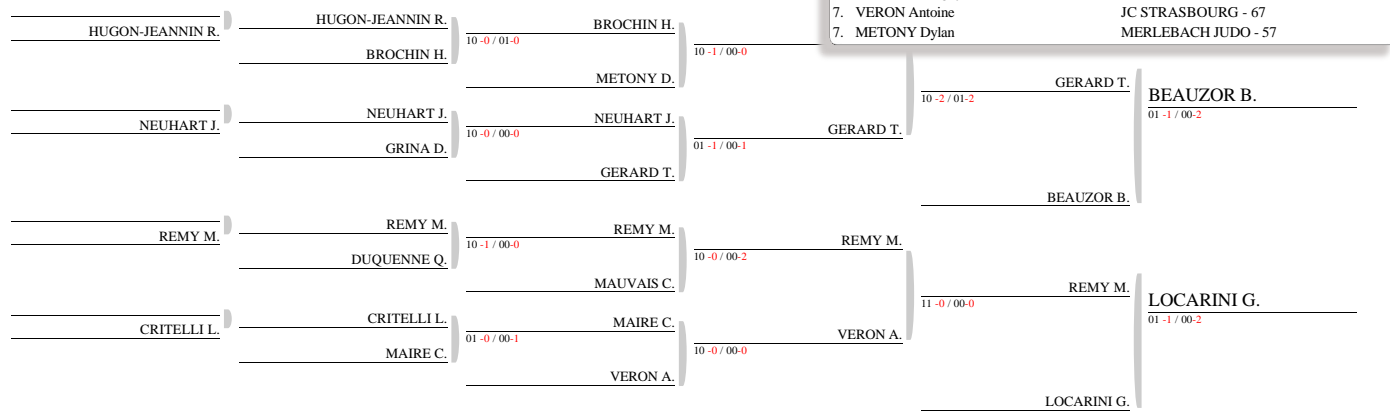 7. VERON Antoine JC STRASBOURG - 67
7. METONY Dylan MERLEBACH JUDO - 57
HUGON-JEANNIN R.
HUGON-JEANNIN R.
BROCHIN H.
BROCHIN H.
10 -0 / 01-0
METONY D.
10 -1 / 00-0
NEUHART J.
NEUHART J.
GRINA D.
NEUHART J.
10 -0 / 00-0
GERARD T.
GERARD T.
01 -1 / 00-1
GERARD T.
10 -2 / 01-2
BEAUZOR B.
BEAUZOR B.
01 -1 / 00-2
REMY M.
REMY M.
DUQUENNE Q.
REMY M.
10 -1 / 00-0
MAUVAIS C.
REMY M.
10 -0 / 00-2
CRITELLI L.
CRITELLI L.
MAIRE C.
MAIRE C.
01 -0 / 00-1
VERON A.
VERON A.
10 -0 / 00-0
REMY M.
11 -0 / 00-0
LOCARINI G.
LOCARINI G.
01 -1 / 00-2